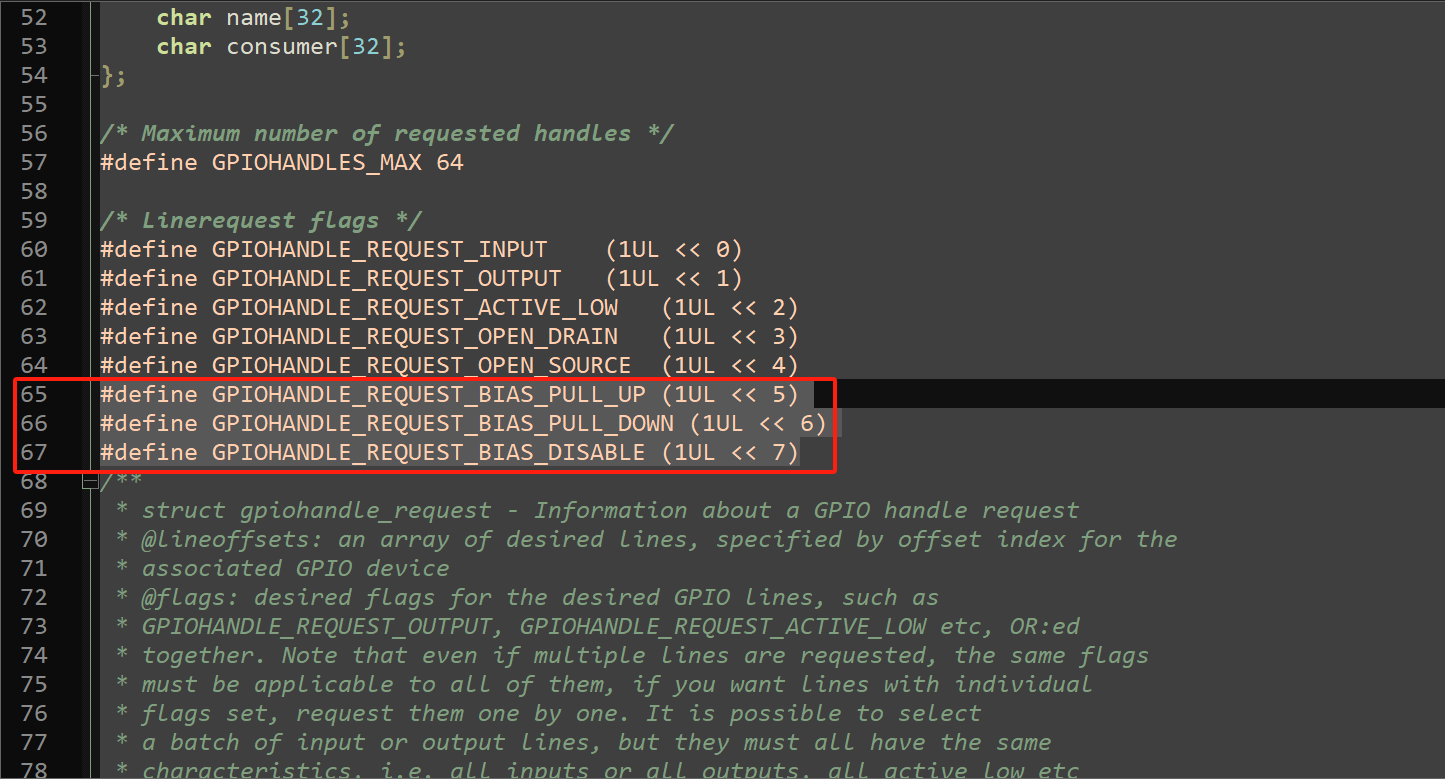 52 char name[32];
53 char consumer[32];
54 };
55
56 /* Maximum number of requested handles */
57 #define GPIOHANDLES_MAX 64
58
59 /* Linerequest flags */
60 #define GPIOHANDLE_REQUEST_INPUT (1UL << 0)
61 #define GPIOHANDLE_REQUEST_OUTPUT (1UL << 1)
62 #define GPIOHANDLE_REQUEST_ACTIVE_LOW (1UL << 2)
63 #define GPIOHANDLE_REQUEST_OPEN_DRAIN (1UL << 3)
64 #define GPIOHANDLE_REQUEST_OPEN_SOURCE (1UL << 4)
65 #define GPIOHANDLE_REQUEST_BIAS_PULL_UP (1UL << 5)
66 #define GPIOHANDLE_REQUEST_BIAS_PULL_DOWN (1UL << 6)
67 #define GPIOHANDLE_REQUEST_BIAS_DISABLE (1UL << 7)
68 /**
69 * struct gpiohandle_request - Information about a GPIO handle request
70 * @lineoffsets: an array of desired lines, specified by offset index for the
71 * associated GPIO device
72 * @flags: desired flags for the desired GPIO lines, such as
73 * GPIOHANDLE_REQUEST_OUTPUT, GPIOHANDLE_REQUEST_ACTIVE_LOW etc, OR:ed
74 * together. Note that even if multiple lines are requested, the same flags
75 * must be applicable to all of them, if you want lines with individual
76 * flags set, request them one by one. It is possible to select
77 * a batch of input or output lines, but they must all have the same
78 * characteristics, i.e. all inputs or all outputs, all active low etc